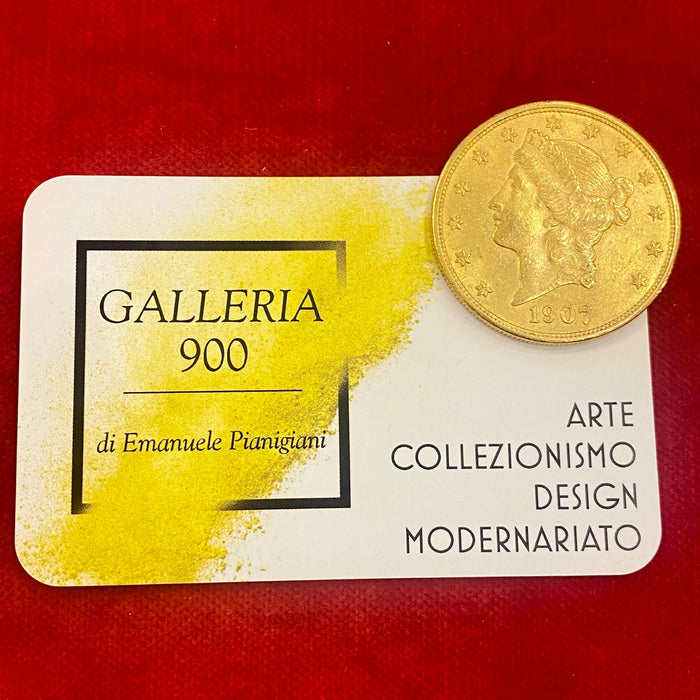 GALLERIA
900
di Emanuele Pianigiani
1907
ARTE
COLLEZIONISMO
DESIGN
MODERNARIATO